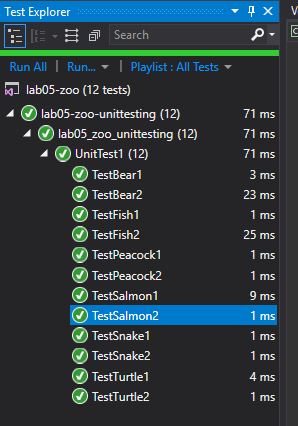 Test Explorer
Search
Run All | Run... | Playlist : All Tests
lab05-zoo (12 tests)
lab05-zoo-unittesting (12) 71 ms
lab05_zoo_unittesting (12) 71 ms
UnitTest1 (12) 71 ms
TestBear1 3 ms
TestBear2 23 ms
TestFish1 1 ms
TestFish2 25 ms
TestPeacock1 1 ms
TestPeacock2 1 ms
TestSalmon1 9 ms
TestSalmon2 1 ms
TestSnake1 1 ms
TestSnake2 1 ms
TestTurtle1 4 ms
TestTurtle2 1 ms